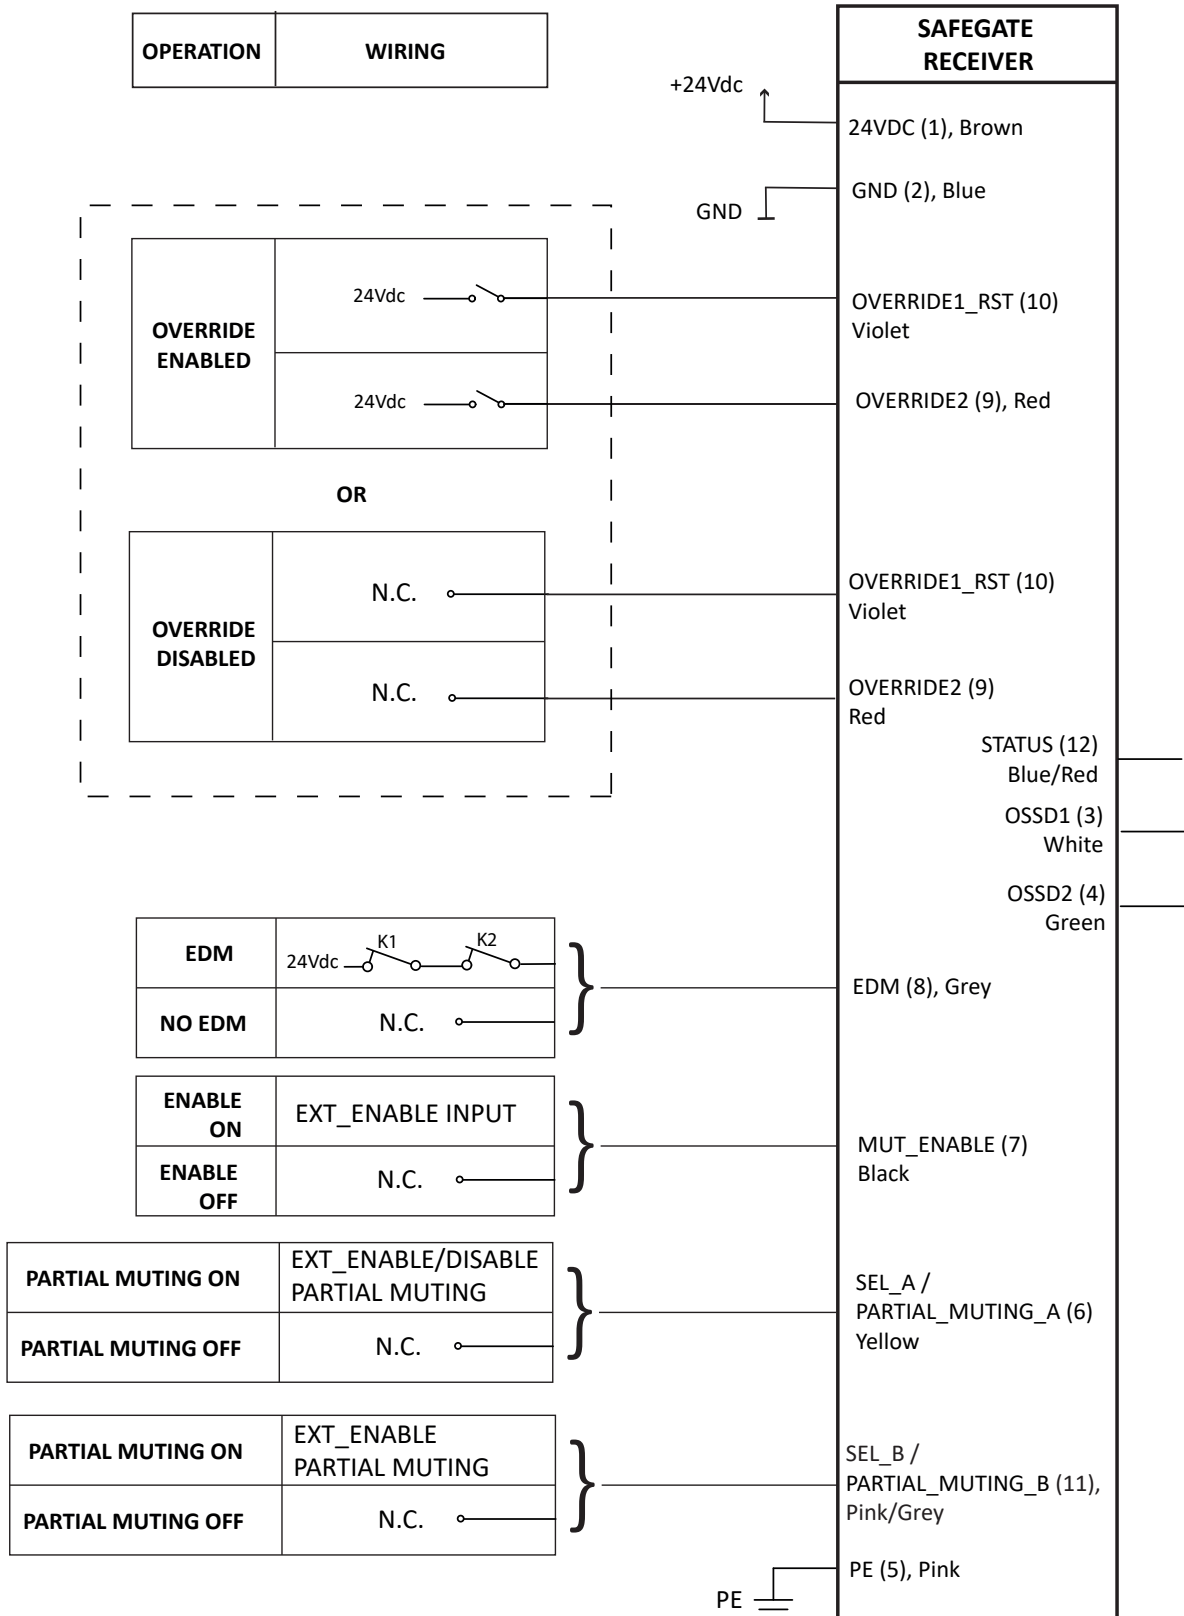 OPERATION
WIRING
SAFEGATE
RECEIVER
+24Vdc
24VDC (1), Brown
GND
GND (2), Blue
OVERRIDE
ENABLED
24Vdc
OVERRIDE1_RST (10)
Violet
24Vdc
OVERRIDE2 (9), Red
OR
OVERRIDE
DISABLED
N.C.
OVERRIDE1_RST (10)
Violet
N.C.
OVERRIDE2 (9)
Red
STATUS (12)
Blue/Red
OSSD1 (3)
White
OSSD2 (4)
Green
EDM
24Vdc
K1
K2
NO EDM
N.C.
EDM (8), Grey
ENABLE
ON
EXT_ENABLE INPUT
ENABLE
OFF
N.C.
MUT_ENABLE (7)
Black
PARTIAL MUTING ON
EXT_ENABLE/DISABLE
PARTIAL MUTING
PARTIAL MUTING OFF
N.C.
SEL_A /
PARTIAL_MUTING_A (6)
Yellow
PARTIAL MUTING ON
EXT_ENABLE
PARTIAL MUTING
PARTIAL MUTING OFF
N.C.
SEL_B /
PARTIAL_MUTING_B (11),
Pink/Grey
PE
PE (5), Pink